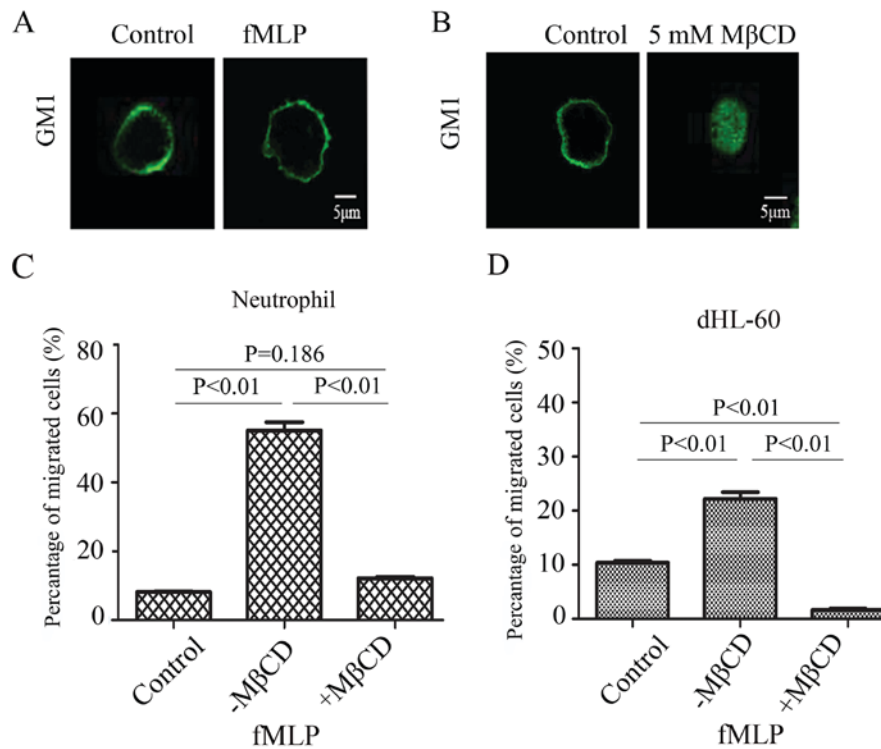 A
Control fMLP
GM1
5μm
B
Control 5 mM MβCD
GM1
5μm
C
Neutrophil
Percantage of migrated cells (%)
80
60
40
20
0
P=0.186
P<0.01 P<0.01
Control
-MβCD
+MβCD
fMLP
D
dHL-60
Percantage of migrated cells (%)
50
40
30
20
10
0
P<0.01
P<0.01 P<0.01
Control
-MβCD
+MβCD
fMLP